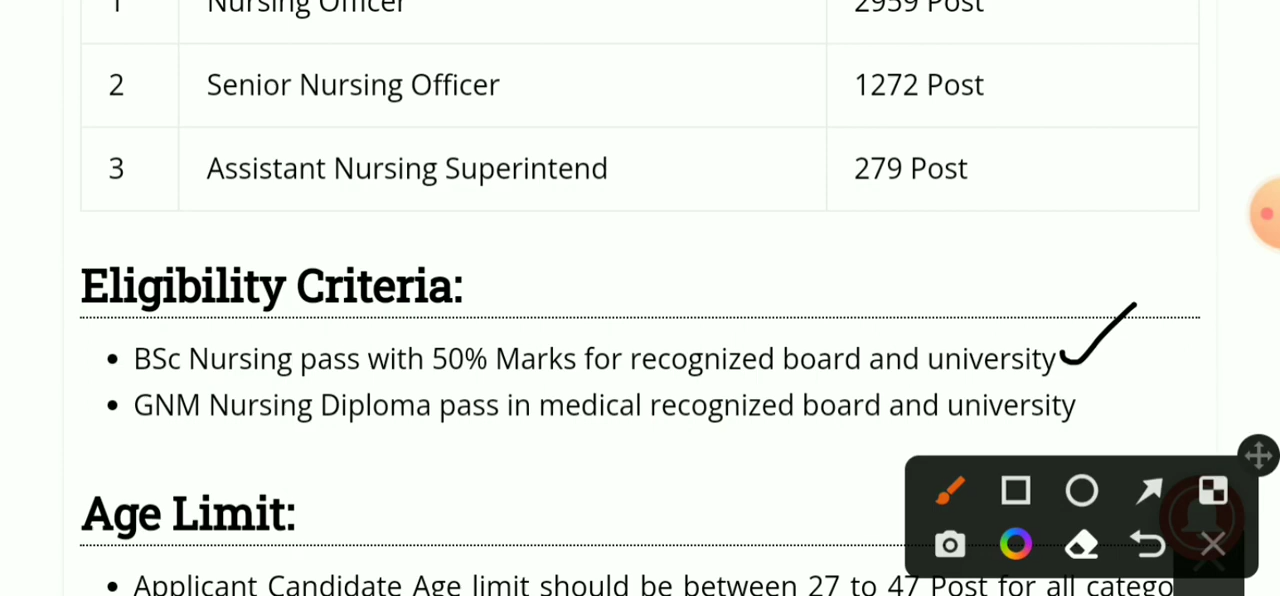 1 Nursing Officer 2959 Post
2 Senior Nursing Officer 1272 Post
3 Assistant Nursing Superintend 279 Post
Eligibility Criteria:
• BSc Nursing pass with 50% Marks for recognized board and university
• GNM Nursing Diploma pass in medical recognized board and university
Age Limit:
• Applicant Candidate Age limit should be between 27 to 47 Post for all catego